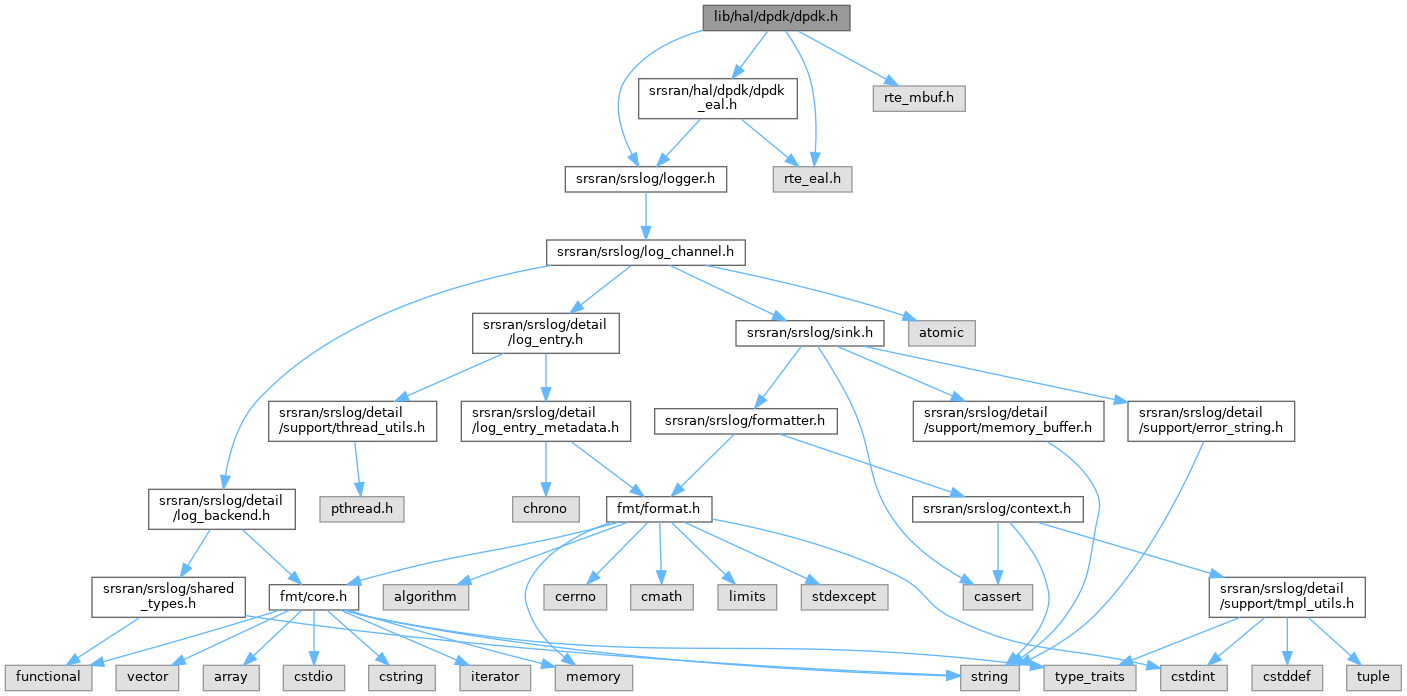 lib/hal/dpdk/dpdk.h
srsran/hal/dpdk/dpdk
_eal.h
rte_mbuf.h
srsran/srslog/logger.h
rte_eal.h
srsran/srslog/log_channel.h
srsran/srslog/detail
/log_entry.h
srsran/srslog/sink.h
atomic
srsran/srslog/detail
/support/thread_utils.h
srsran/srslog/detail
/log_entry_metadata.h
srsran/srslog/formatter.h
srsran/srslog/detail
/support/memory_buffer.h
srsran/srslog/detail
/support/error_string.h
srsran/srslog/detail
/log_backend.h
pthread.h
chrono
fmt/format.h
srsran/srslog/context.h
srsran/srslog/shared
_types.h
fmt/core.h
algorithm
cerrno
cmath
limits
stdexcept
cassert
srsran/srslog/detail
/support/tmpl_utils.h
functional
vector
array
cstdio
cstring
iterator
memory
string
type_traits
cstdint
cstddef
tuple